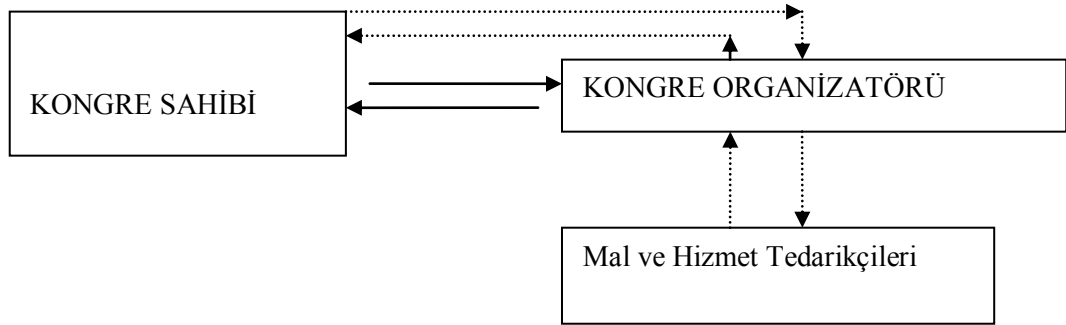 KONGRE SAHİBİ
KONGRE ORGANİZATÖRÜ
Mal ve Hizmet Tedarikçileri